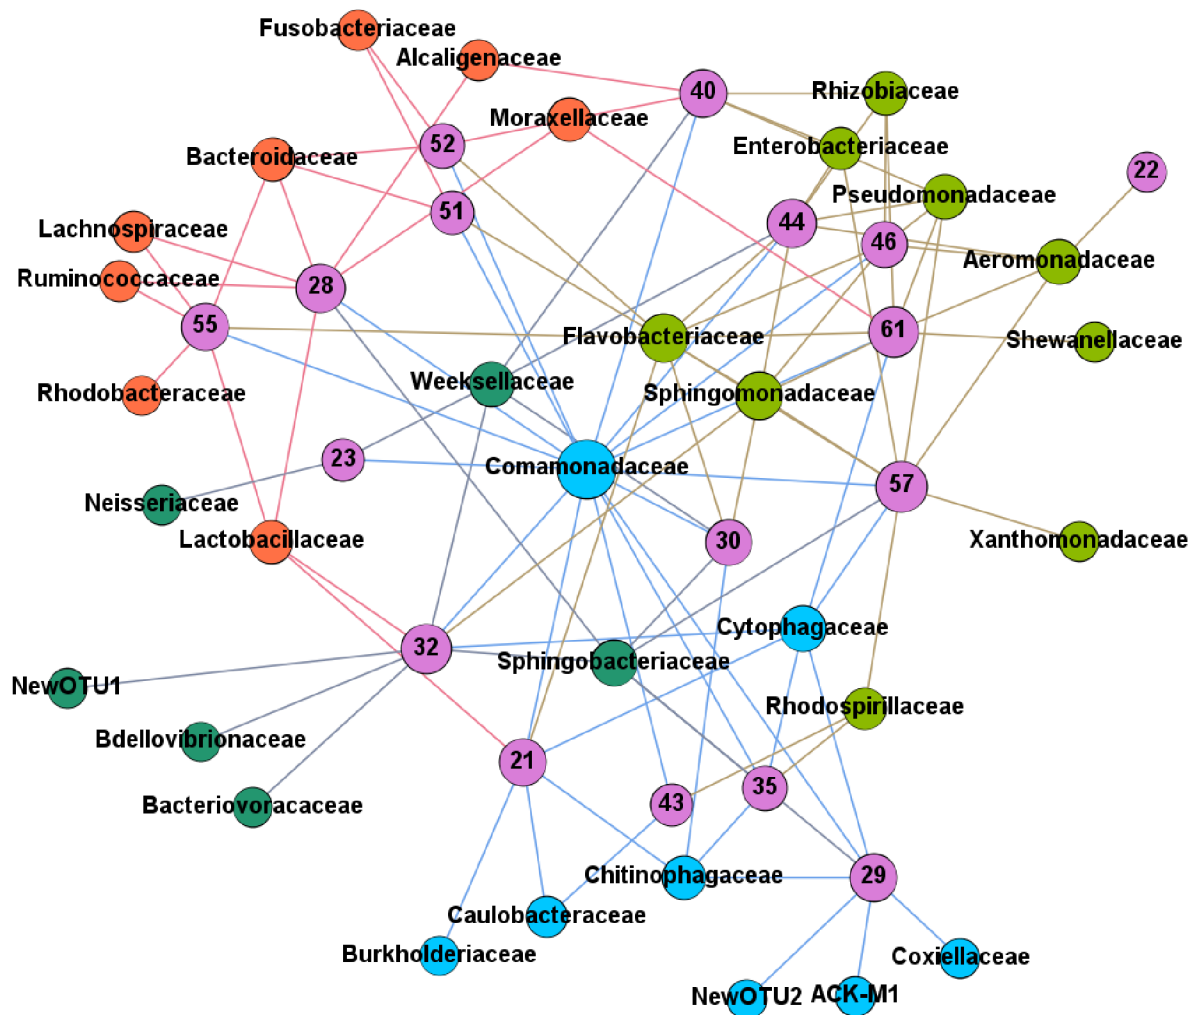 Fusobacteriaceae
Alcaligenaceae
40
Rhizobiaceae
Moraxellaceae
52
Enterobacteriaceae
Bacteroidaceae
22
Pseudomonadaceae
51
44
Lachnospiraceae
46
Aeromonadaceae
Ruminococcaceae
28
55
Flavobacteriaceae
61
Shewanellaceae
Weeksellaceae
Rhodobacteraceae
Sphingomonadaceae
23
Comamonadaceae
57
Neisseriaceae
Lactobacillaceae
30
Xanthomonadaceae
Cytophagaceae
32
Sphingobacteriaceae
NewOTU1
Rhodospirillaceae
Bdellovibrionaceae
21
35
43
Bacteriovoracaceae
Chitinophagaceae
29
Caulobacteraceae
Burkholderiaceae
Coxiellaceae
NewOTU2
ACK-M1